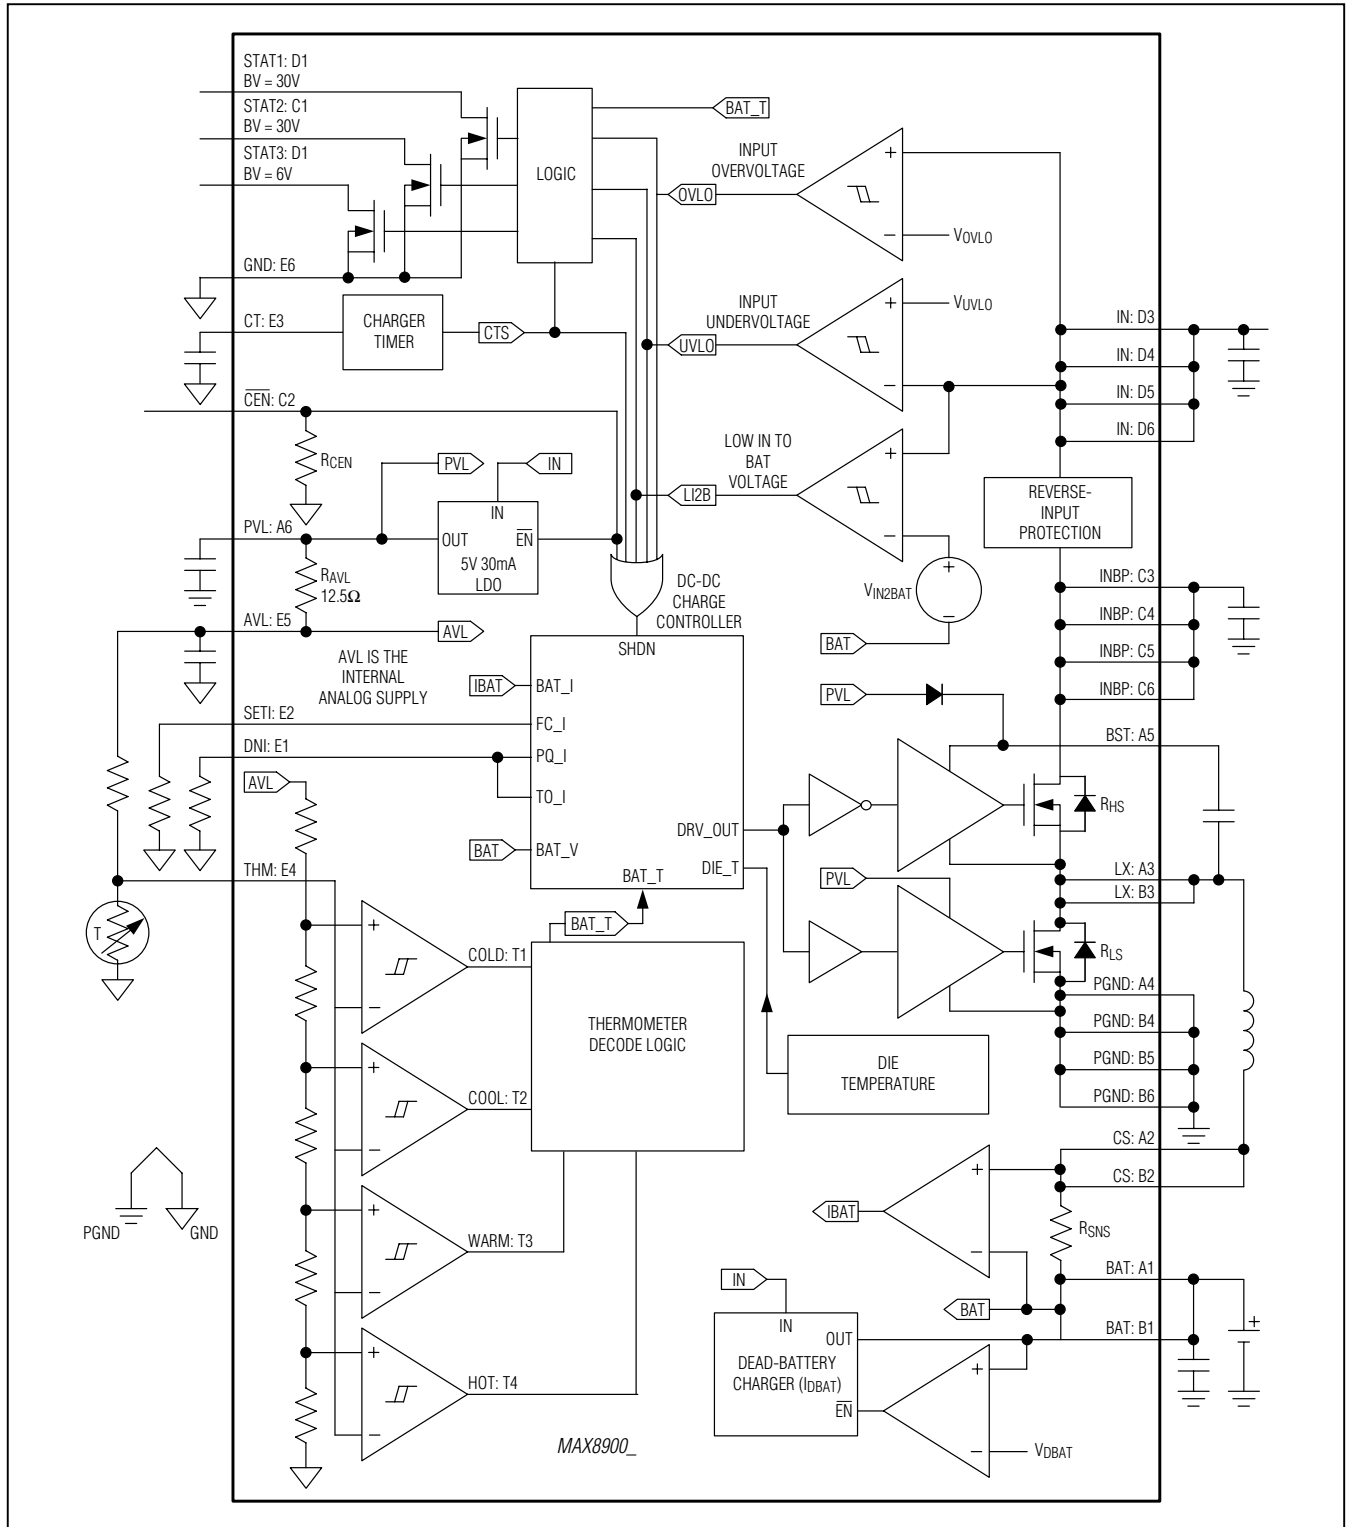 STAT1: D1
BV = 30V
STAT2: C1
BV = 30V
STAT3: D1
BV = 6V
GND: E6
CT: E3
CHARGER
TIMER
CTS
LOGIC
BAT_T
INPUT
OVERVOLTAGE
OVLO
+
−
VOVLO
INPUT
UNDERVOLTAGE
UVLO
+
−
VUVLO
LOW IN TO
BAT
VOLTAGE
LI2B
+
−
+
−
VIN2BAT
BAT
IN: D3
IN: D4
IN: D5
IN: D6
REVERSE-
INPUT
PROTECTION
INBP: C3
INBP: C4
INBP: C5
INBP: C6
CEN: C2
RCEN
PVL
IN
PVL: A6
IN
OUT
EN
5V 30mA
LDO
RAVL
12.5Ω
AVL: E5
AVL
AVL IS THE
INTERNAL
ANALOG SUPPLY
DC-DC
CHARGE
CONTROLLER
SHDN
IBAT
BAT_I
SETI: E2
FC_I
DNI: E1
PQ_I
TO_I
BAT
BAT_V
DRV_OUT
DIE_T
BAT_T
PVL
BST: A5
RHS
LX: A3
LX: B3
PVL
RLS
PGND: A4
PGND: B4
PGND: B5
PGND: B6
AVL
THM: E4
T
BAT_T
+
−
COLD: T1
+
−
COOL: T2
+
−
WARM: T3
+
−
HOT: T4
THERMOMETER
DECODE LOGIC
DIE
TEMPERATURE
PGND
GND
CS: A2
CS: B2
IBAT
+
−
RSNS
BAT: A1
BAT
BAT: B1
+
IN
IN
OUT
DEAD-BATTERY
CHARGER (IDBAT)
EN
+
−
VDBAT
MAX8900_